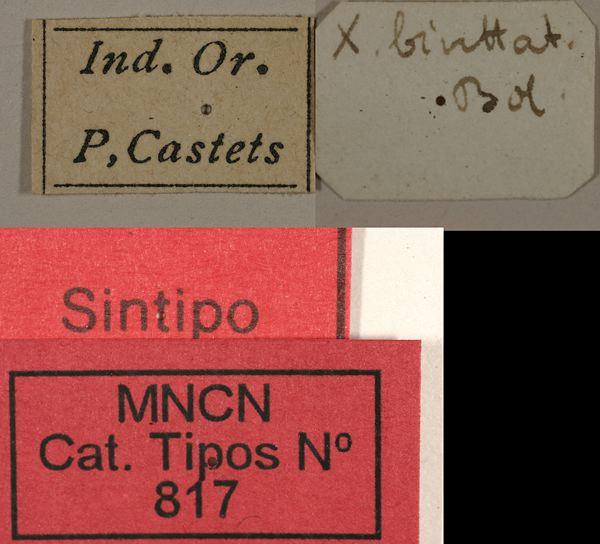 Ind. Or.
P, Castets
X. bivittat.
Bol
Sintipo
MNCN
Cat. Tipos Nº
817